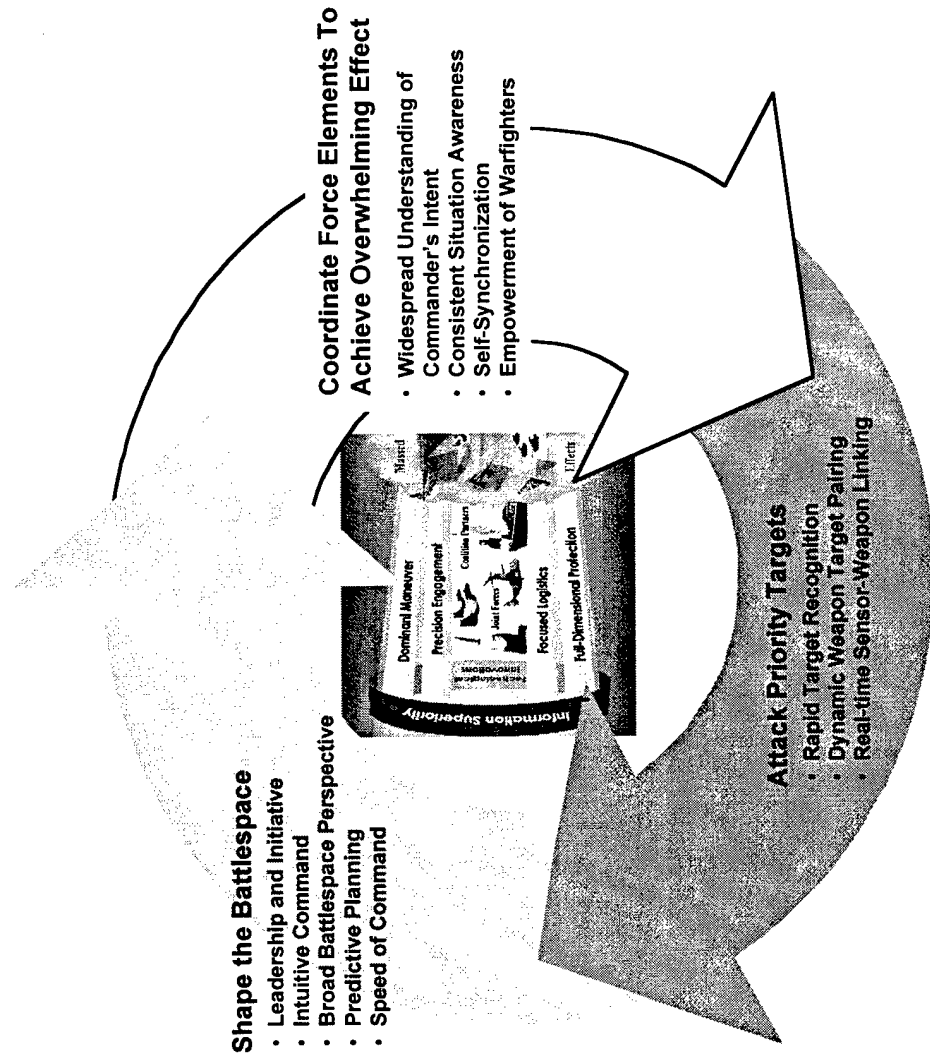 Shape the Battlespace
• Leadership and Initiative
• Intuitive Command
• Broad Battlespace Perspective
• Predictive Planning
• Speed of Command
Coordinate Force Elements To
Achieve Overwhelming Effect
• Widespread Understanding of
Commander's Intent
• Consistent Situation Awareness
• Self-Synchronization
• Empowerment of Warfighters
Information Superiority
Technological
Innovations
Dominant Maneuver
Precision Engagement
Joint Forces
Coalition Partners
Focused Logistics
Full-Dimensional Protection
Massed
Effects
Attack Priority Targets
• Rapid Target Recognition
• Dynamic Weapon Target Pairing
• Real-time Sensor-Weapon Linking